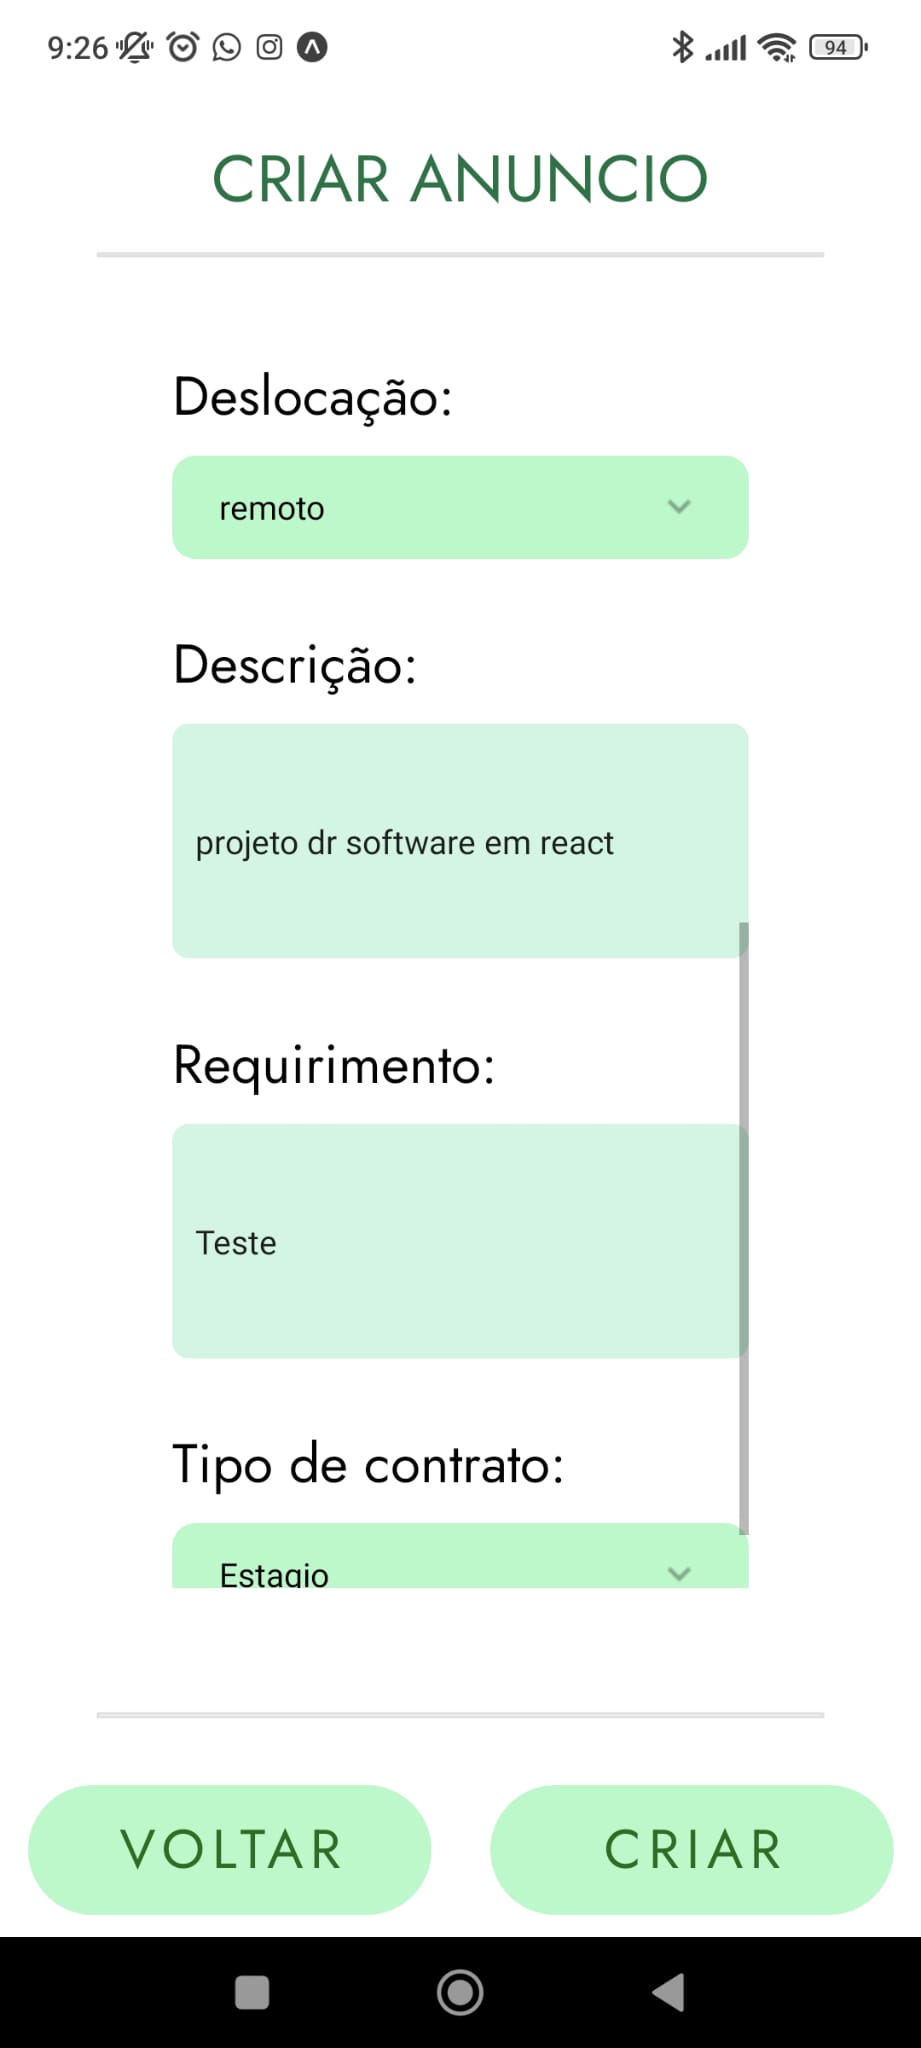 9:26
94
CRIAR ANUNCIO
Deslocação:
remoto
Descrição:
projeto dr software em react
Requirimento:
Teste
Tipo de contrato:
Estagio
VOLTAR
CRIAR